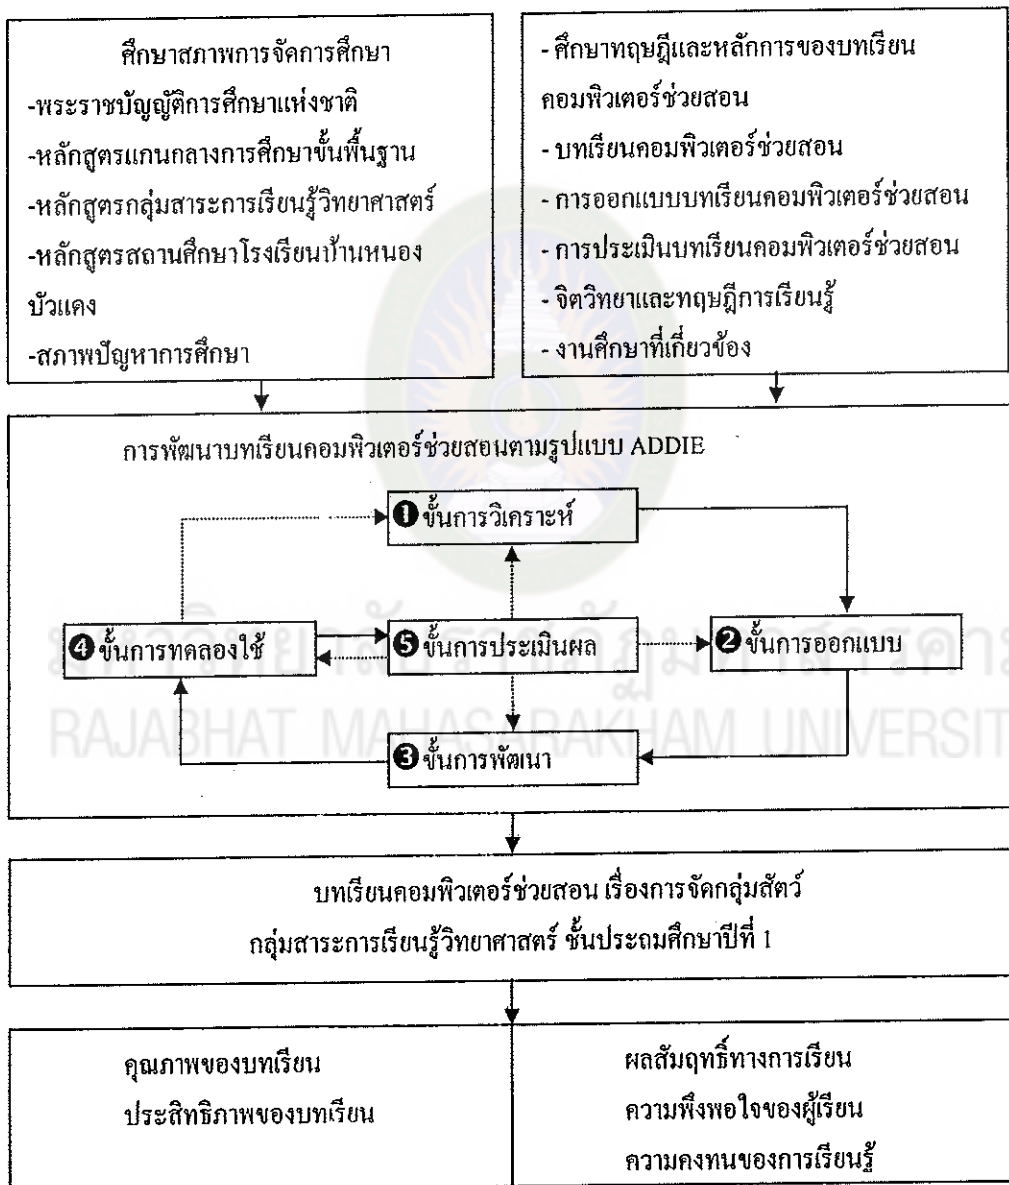 ศึกษาสภาพการจัดการศึกษา
-พระราชบัญญัติการศึกษาแห่งชาติ
-หลักสูตรแกนกลางการศึกษาขั้นพื้นฐาน
-หลักสูตรกลุ่มสาระการเรียนรู้วิทยาศาสตร์
-หลักสูตรสถานศึกษาโรงเรียนบ้านหนอง
บัวแดง
-สภาพปัญหาการศึกษา
- ศึกษาทฤษฎีและหลักการของบทเรียน
คอมพิวเตอร์ช่วยสอน
- บทเรียนคอมพิวเตอร์ช่วยสอน
- การออกแบบบทเรียนคอมพิวเตอร์ช่วยสอน
- การประเมินบทเรียนคอมพิวเตอร์ช่วยสอน
- จิตวิทยาและทฤษฎีการเรียนรู้
- งานศึกษาที่เกี่ยวข้อง
การพัฒนาบทเรียนคอมพิวเตอร์ช่วยสอนตามรูปแบบ ADDIE
❶ ขั้นการวิเคราะห์
❹ ขั้นการทดลองใช้
❺ ขั้นการประเมินผล
❷ ขั้นการออกแบบ
❸ ขั้นการพัฒนา
RAJABHAT MAHASARAKHAM UNIVERSIT
บทเรียนคอมพิวเตอร์ช่วยสอน เรื่องการจัดกลุ่มสัตว์
กลุ่มสาระการเรียนรู้วิทยาศาสตร์ ชั้นประถมศึกษาปีที่ 1
คุณภาพของบทเรียน
ประสิทธิภาพของบทเรียน
ผลสัมฤทธิ์ทางการเรียน
ความพึงพอใจของผู้เรียน
ความคงทนของการเรียนรู้